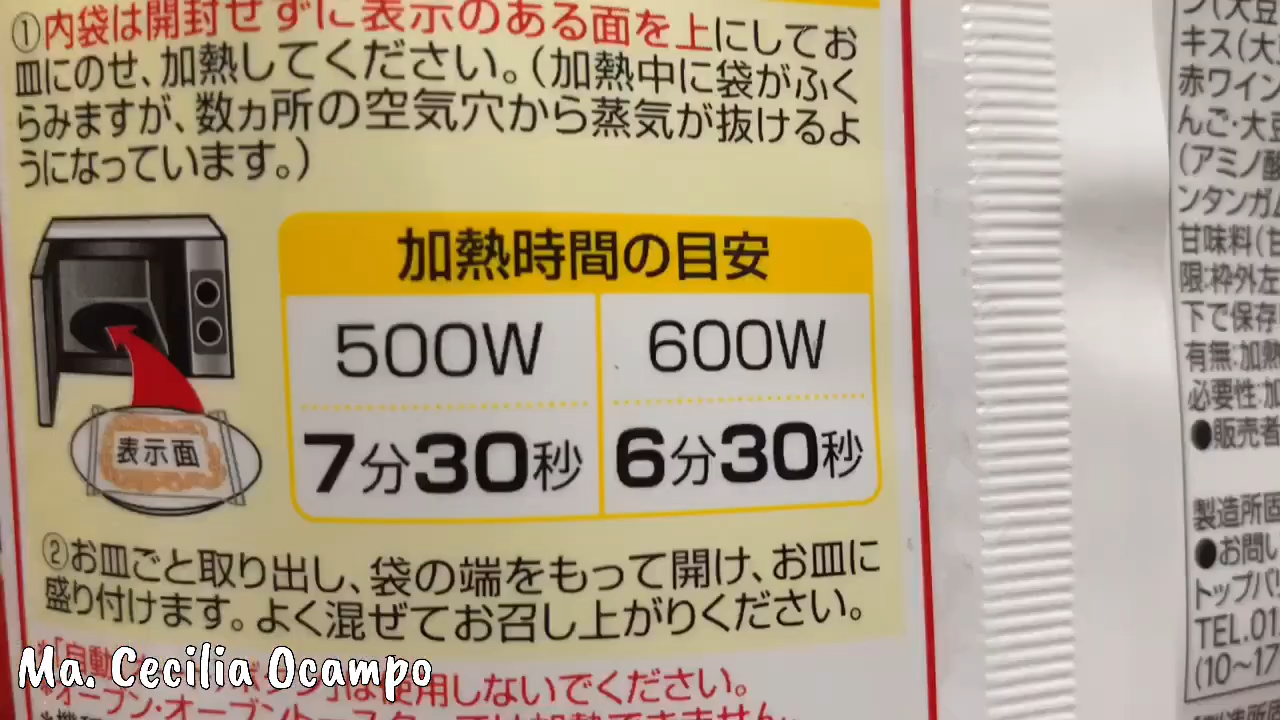 ①内袋は開封せずに表示のある面を上にしてお
皿にのせ、加熱してください。(加熱中に袋がふく
らみますが、数ヵ所の空気穴から蒸気が抜けるよ
うになっています。)
加熱時間の目安
500W
600W
7分30秒
6分30秒
表示面
②お皿ごと取り出し、袋の端をもって開け、お皿に
盛り付けます。よく混ぜてお召し上がりください。
*「自動 は使用しないでください。
*オーブン・オーブントースターでは加熱できません。
Ma. Cecilia Ocampo
(大豆
キス(大
赤ワイン
んご・大豆
(アミノ酸
ンタンガム
甘味料(甘
限:枠外左
下で保存
有無:加熱
必要性:加
●販売者
製造所固
●お問い
トップバ
TEL.01
(10〜17